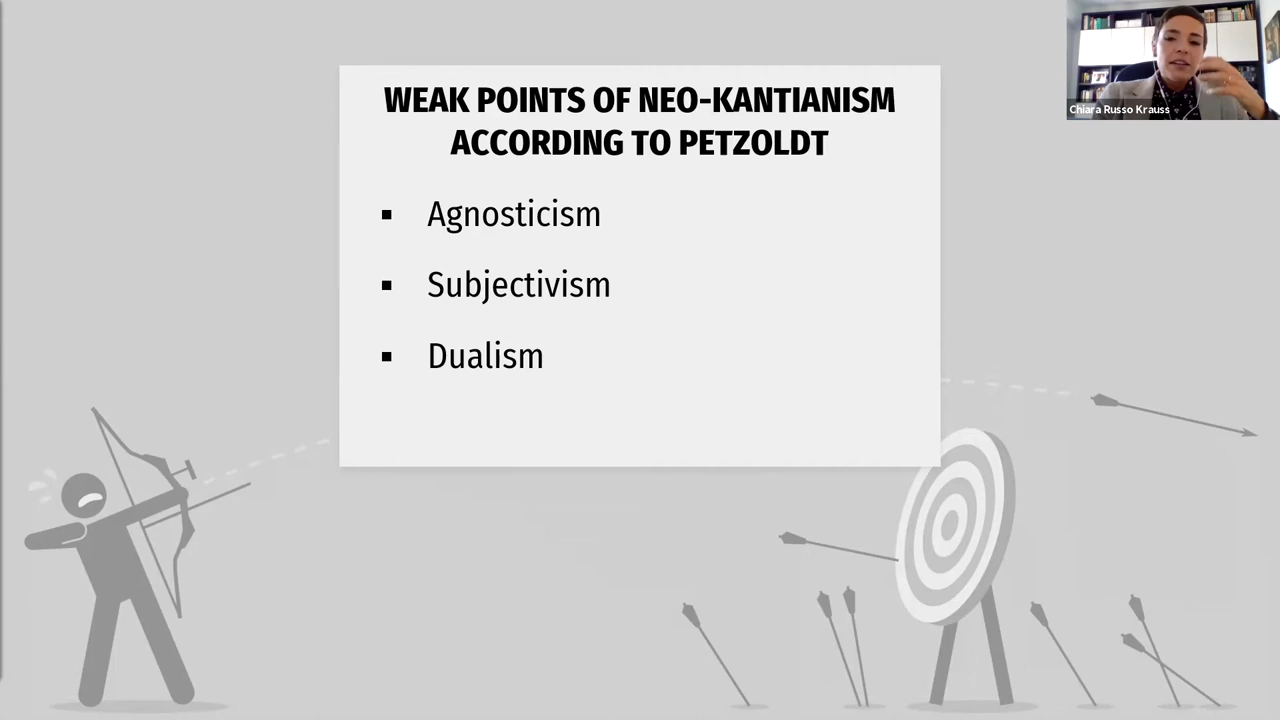 WEAK POINTS OF NEO-KANTIANISM
ACCORDING TO PETZOLDT
▪ Agnosticism
▪ Subjectivism
▪ Dualism
Chiara Russo Krauss